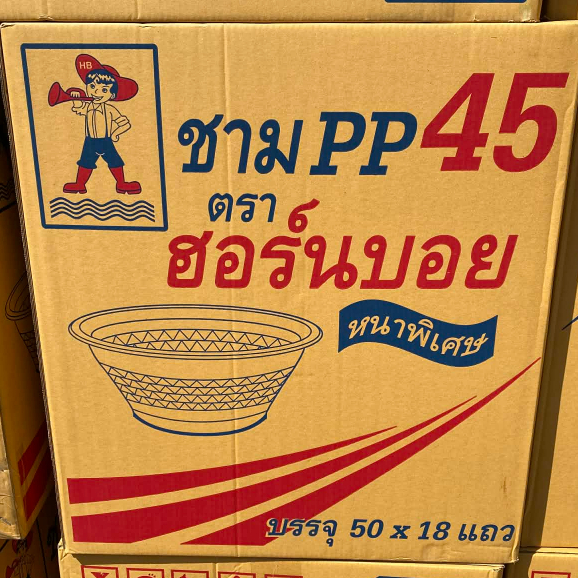 HB
ชาม PP 45
ตรา
ฮอร์นบอย
หนาพิเศษ
บรรจุ 50 x 18 แถว